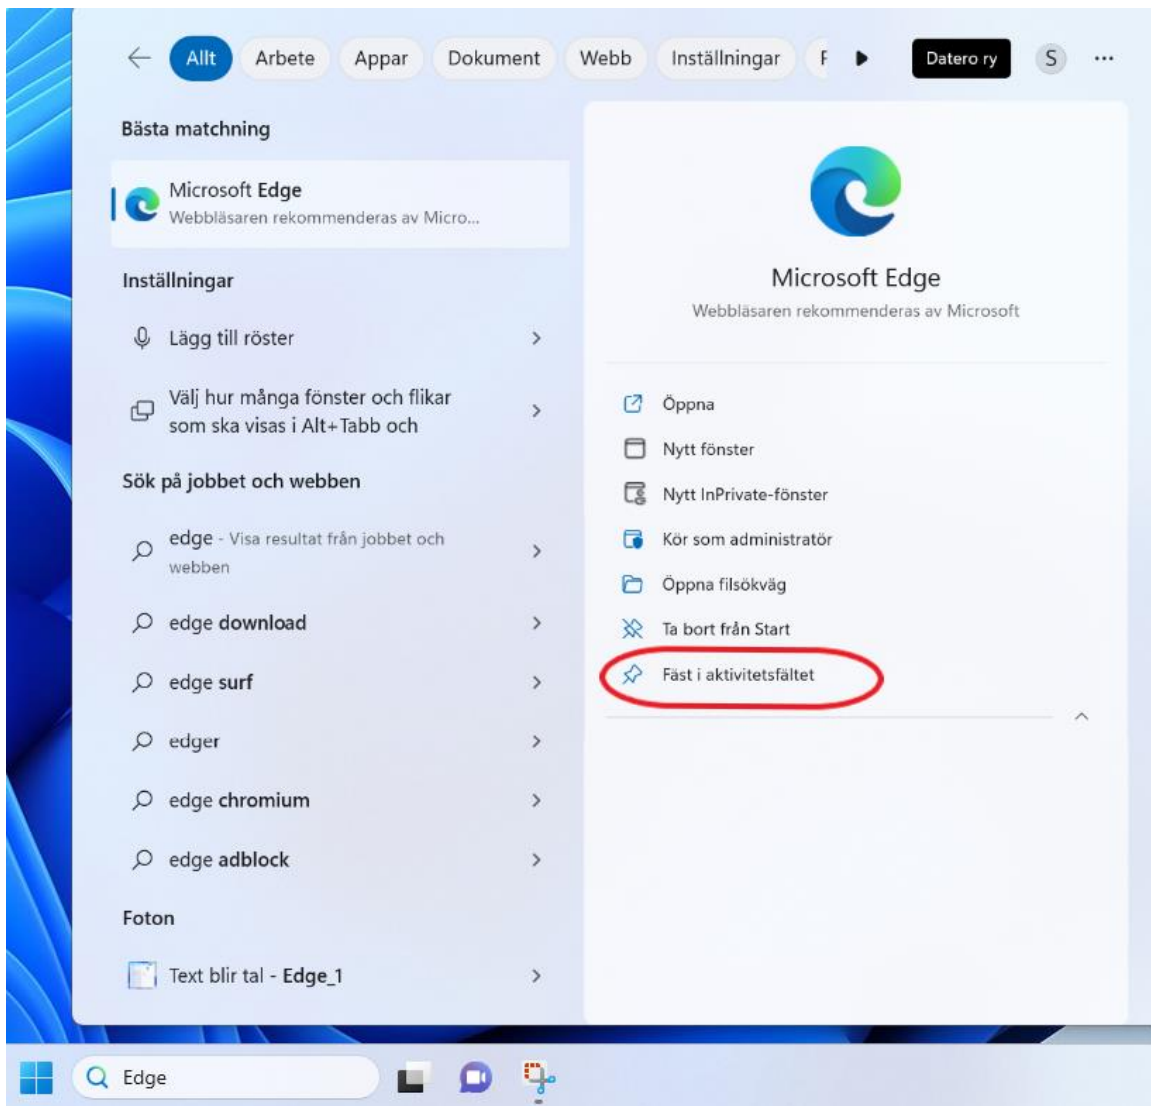 Allt Arbete Appar Dokument Webb Inställningar Datero ry S
Bästa matchning
Microsoft Edge
Webbläsaren rekommenderas av Micro...
Inställningar
Lägg till röster
Välj hur många fönster och flikar
som ska visas i Alt+Tabb och
Sök på jobbet och webben
edge - Visa resultat från jobbet och
webben
edge download
edge surf
edger
edge chromium
edge adblock
Foton
Text blir tal - Edge_1
Microsoft Edge
Webbläsaren rekommenderas av Microsoft
Öppna
Nytt fönster
Nytt InPrivate-fönster
Kör som administratör
Öppna filsökväg
Ta bort från Start
Fäst i aktivitetsfältet
Edge